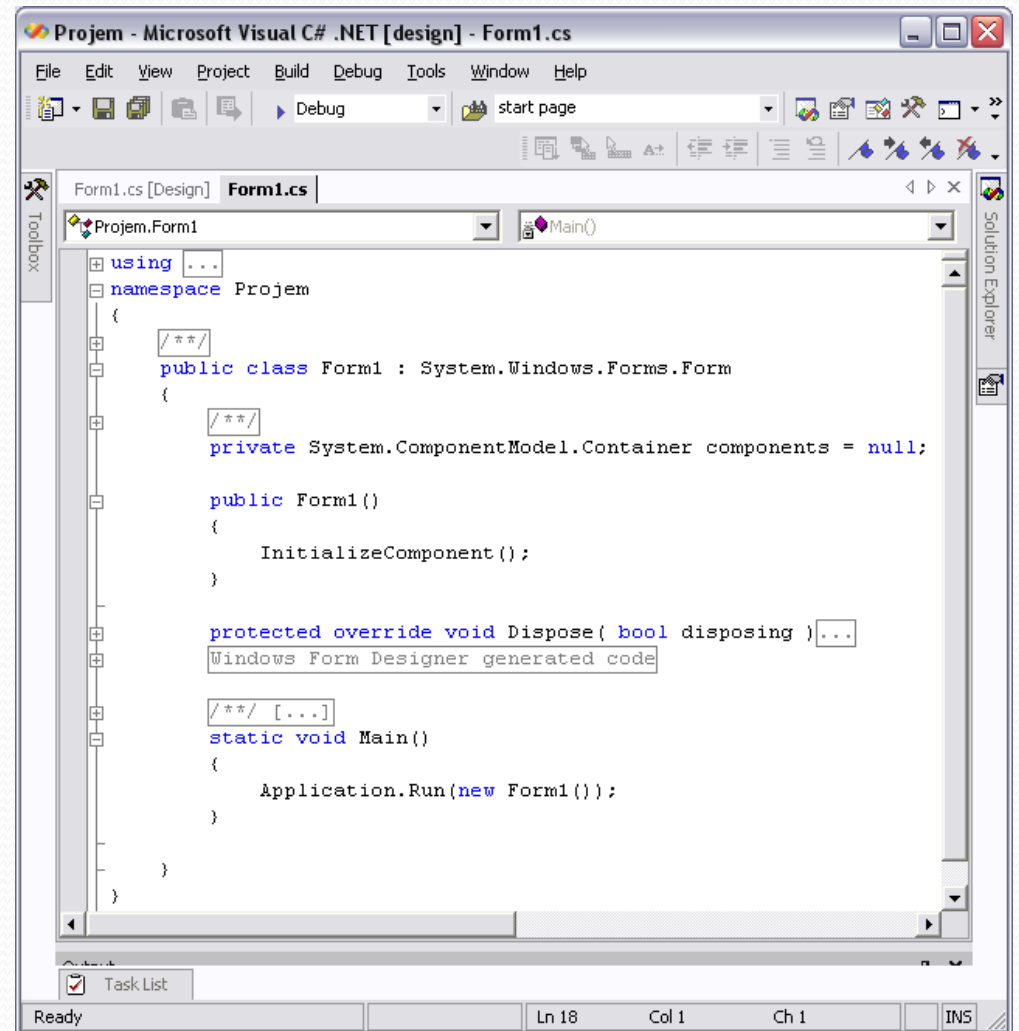 Projem - Microsoft Visual C# .NET [design] - Form1.cs
File Edit View Project Build Debug Tools Window Help
Debug start page
Form1.cs [Design] Form1.cs
Toolbox
Projem.Form1 Main()
Solution Explorer
using ...
namespace Projem
{
/**/
public class Form1 : System.Windows.Forms.Form
{
/**/
private System.ComponentModel.Container components = null;
public Form1()
{
InitializeComponent();
}
protected override void Dispose( bool disposing )...
Windows Form Designer generated code
/**/ [...]
static void Main()
{
Application.Run(new Form1());
}
}
}
Task List
Ready Ln 18 Col 1 Ch 1 INS